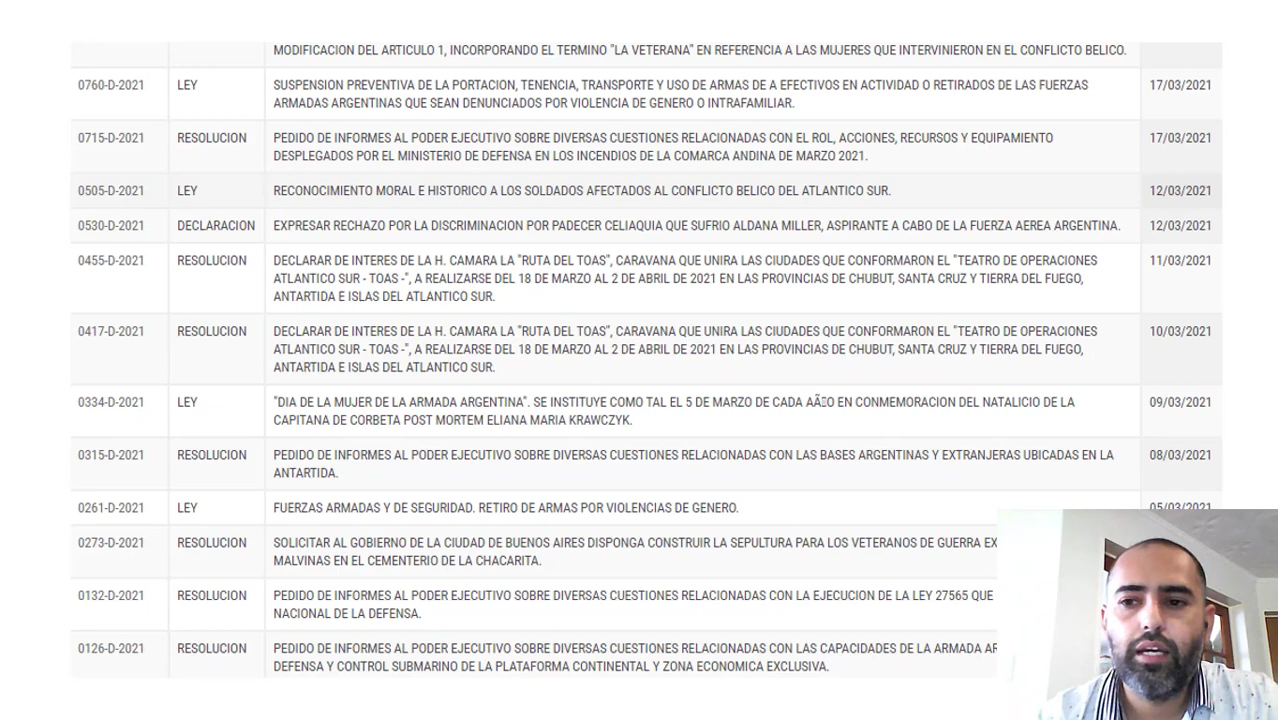 MODIFICACION DEL ARTICULO 1, INCORPORANDO EL TERMINO "LA VETERANA" EN REFERENCIA A LAS MUJERES QUE INTERVINIERON EN EL CONFLICTO BELICO.
0760-D-2021 LEY SUSPENSION PREVENTIVA DE LA PORTACION, TENENCIA, TRANSPORTE Y USO DE ARMAS DE A EFECTIVOS EN ACTIVIDAD O RETIRADOS DE LAS FUERZAS 17/03/2021
ARMADAS ARGENTINAS QUE SEAN DENUNCIADOS POR VIOLENCIA DE GENERO O INTRAFAMILIAR.
0715-D-2021 RESOLUCION PEDIDO DE INFORMES AL PODER EJECUTIVO SOBRE DIVERSAS CUESTIONES RELACIONADAS CON EL ROL, ACCIONES, RECURSOS Y EQUIPAMIENTO 17/03/2021
DESPLEGADOS POR EL MINISTERIO DE DEFENSA EN LOS INCENDIOS DE LA COMARCA ANDINA DE MARZO 2021.
0505-D-2021 LEY RECONOCIMIENTO MORAL E HISTORICO A LOS SOLDADOS AFECTADOS AL CONFLICTO BELICO DEL ATLANTICO SUR. 12/03/2021
0530-D-2021 DECLARACION EXPRESAR RECHAZO POR LA DISCRIMINACION POR PADECER CELIAQUIA QUE SUFRIO ALDANA MILLER, ASPIRANTE A CABO DE LA FUERZA AEREA ARGENTINA. 12/03/2021
0455-D-2021 RESOLUCION DECLARAR DE INTERES DE LA H. CAMARA LA "RUTA DEL TOAS", CARAVANA QUE UNIRA LAS CIUDADES QUE CONFORMARON EL "TEATRO DE OPERACIONES 11/03/2021
ATLANTICO SUR - TOAS -", A REALIZARSE DEL 18 DE MARZO AL 2 DE ABRIL DE 2021 EN LAS PROVINCIAS DE CHUBUT, SANTA CRUZ Y TIERRA DEL FUEGO,
ANTARTIDA E ISLAS DEL ATLANTICO SUR.
0417-D-2021 RESOLUCION DECLARAR DE INTERES DE LA H. CAMARA LA "RUTA DEL TOAS", CARAVANA QUE UNIRA LAS CIUDADES QUE CONFORMARON EL "TEATRO DE OPERACIONES 10/03/2021
ATLANTICO SUR - TOAS -", A REALIZARSE DEL 18 DE MARZO AL 2 DE ABRIL DE 2021 EN LAS PROVINCIAS DE CHUBUT, SANTA CRUZ Y TIERRA DEL FUEGO,
ANTARTIDA E ISLAS DEL ATLANTICO SUR.
0334-D-2021 LEY "DIA DE LA MUJER DE LA ARMADA ARGENTINA". SE INSTITUYE COMO TAL EL 5 DE MARZO DE CADA EN CONMEMORACION DEL NATALICIO DE LA 09/03/2021
CAPITANA DE CORBETA POST MORTEM ELIANA MARIA KRAWCZYK.
0315-D-2021 RESOLUCION PEDIDO DE INFORMES AL PODER EJECUTIVO SOBRE DIVERSAS CUESTIONES RELACIONADAS CON LAS BASES ARGENTINAS Y EXTRANJERAS UBICADAS EN LA 08/03/2021
ANTARTIDA.
0261-D-2021 LEY FUERZAS ARMADAS Y DE SEGURIDAD. RETIRO DE ARMAS POR VIOLENCIAS DE GENERO. 05/03/2021
0273-D-2021 RESOLUCION SOLICITAR AL GOBIERNO DE LA CIUDAD DE BUENOS AIRES DISPONGA CONSTRUIR LA SEPULTURA PARA LOS VETERANOS DE GUERRA EX
MALVINAS EN EL CEMENTERIO DE LA CHACARITA.
0132-D-2021 RESOLUCION PEDIDO DE INFORMES AL PODER EJECUTIVO SOBRE DIVERSAS CUESTIONES RELACIONADAS CON LA EJECUCION DE LA LEY 27565 QUE
NACIONAL DE LA DEFENSA.
0126-D-2021 RESOLUCION PEDIDO DE INFORMES AL PODER EJECUTIVO SOBRE DIVERSAS CUESTIONES RELACIONADAS CON LAS CAPACIDADES DE LA ARMADA AR
DEFENSA Y CONTROL SUBMARINO DE LA PLATAFORMA CONTINENTAL Y ZONA ECONOMICA EXCLUSIVA.